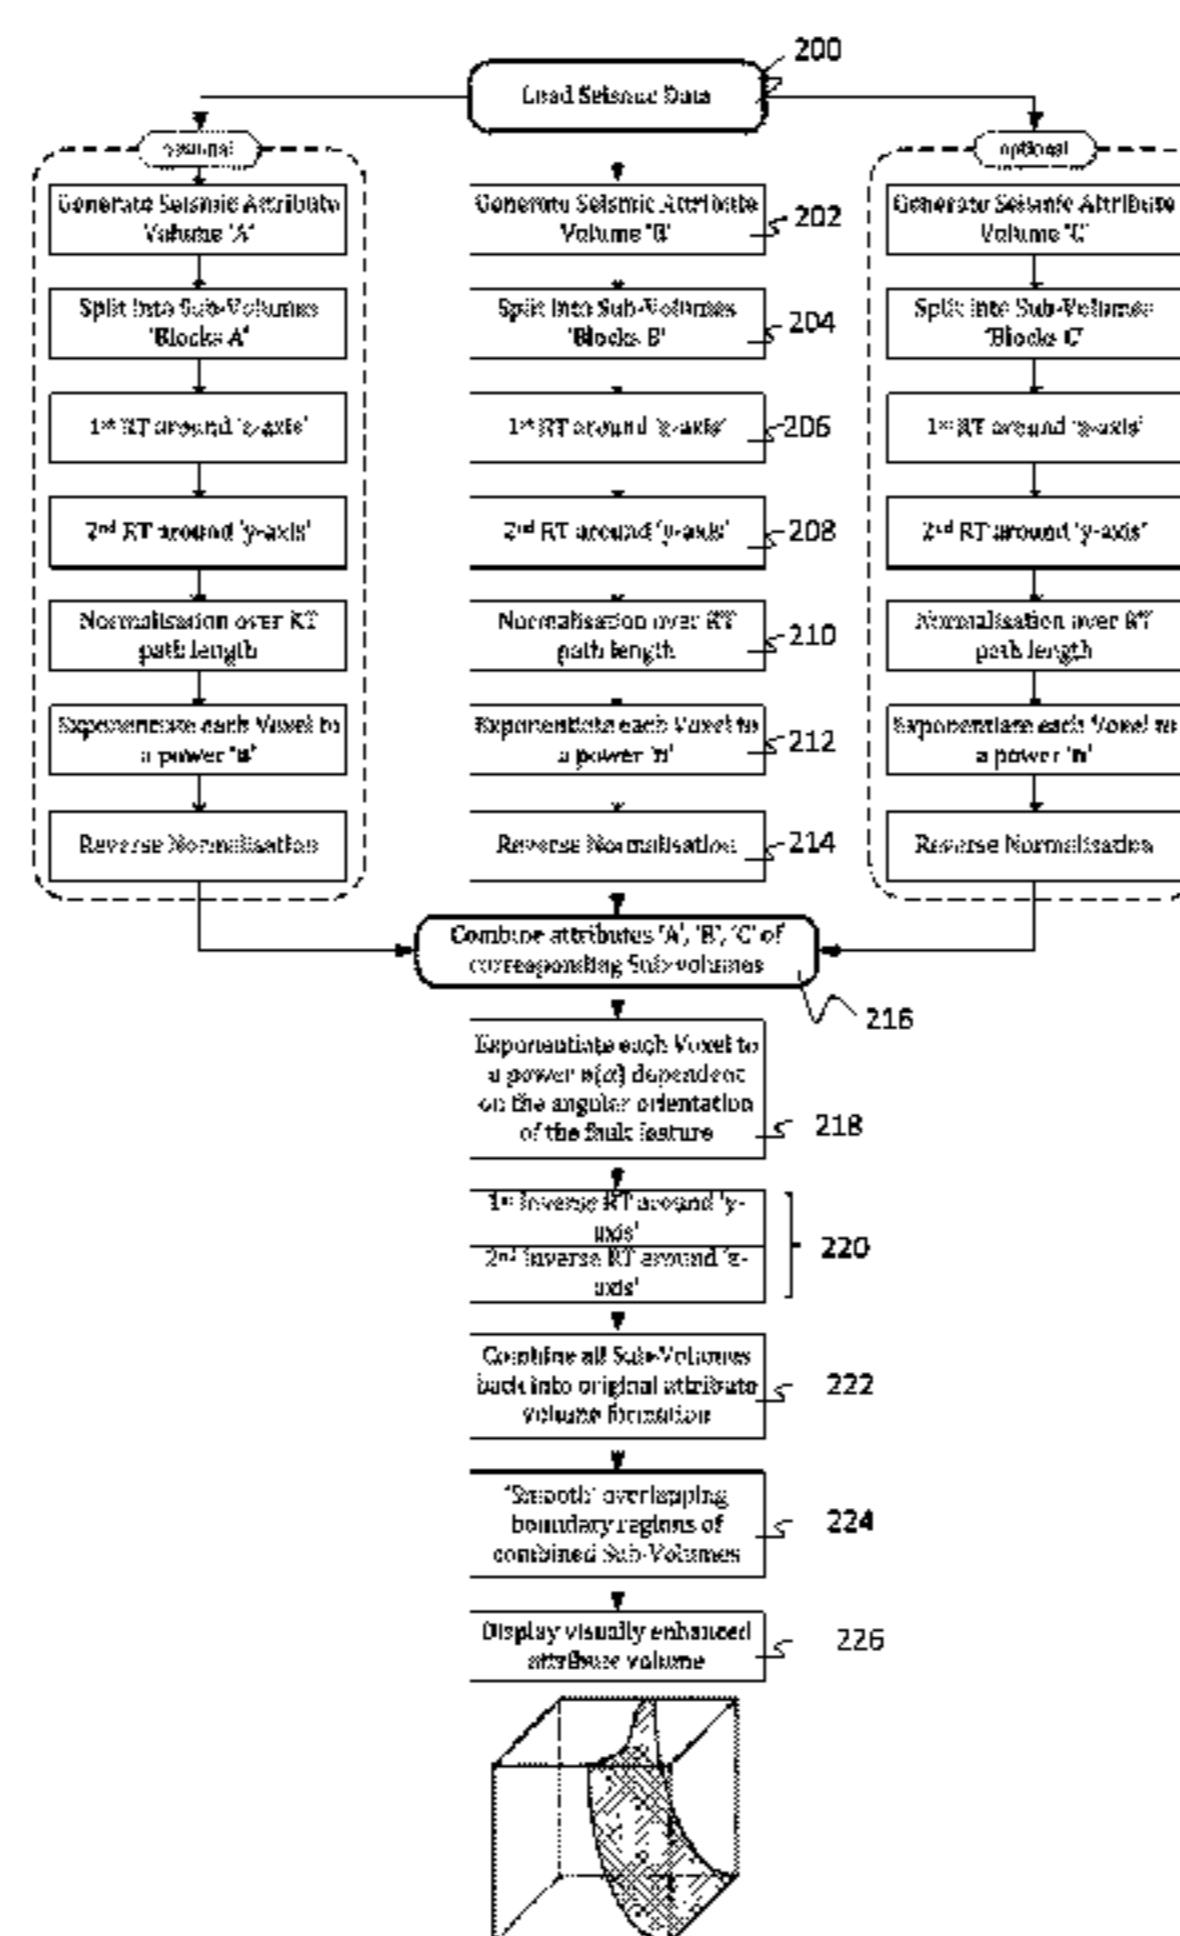 200
Load Seismic Data
optional
optional
Generate Seismic Attribute
Volume 'A'
Generate Seismic Attribute
Volume 'B'
202
Generate Seismic Attribute
Volume 'C'
Split into Sub-Volumes
'Blocks A'
Split into Sub-Volumes
'Blocks B'
204
Split into Sub-Volumes
'Blocks C'
1st RT around 'z-axis'
1st RT around 'z-axis'
206
1st RT around 'z-axis'
2nd RT around 'y-axis'
2nd RT around 'y-axis'
208
2nd RT around 'y-axis'
Normalisation over RT
path length
Normalisation over RT
path length
210
Normalisation over RT
path length
Exponentiate each Voxel to
a power 'n'
Exponentiate each Voxel to
a power 'n'
212
Exponentiate each Voxel to
a power 'n'
Reverse Normalisation
Reverse Normalisation
214
Reverse Normalisation
Combine attributes 'A', 'B', 'C' of
corresponding Sub-volumes
216
Exponentiate each Voxel to
a power n(α) dependent
on the angular orientation
of the fault feature
218
1st Inverse RT around 'y-
axis'
2nd Inverse RT around 'z-
axis'
220
Combine all Sub-Volumes
back into original attribute
volume formation
222
'Smooth' overlapping
boundary regions of
combined Sub-Volumes
224
Display visually enhanced
attribute volume
226